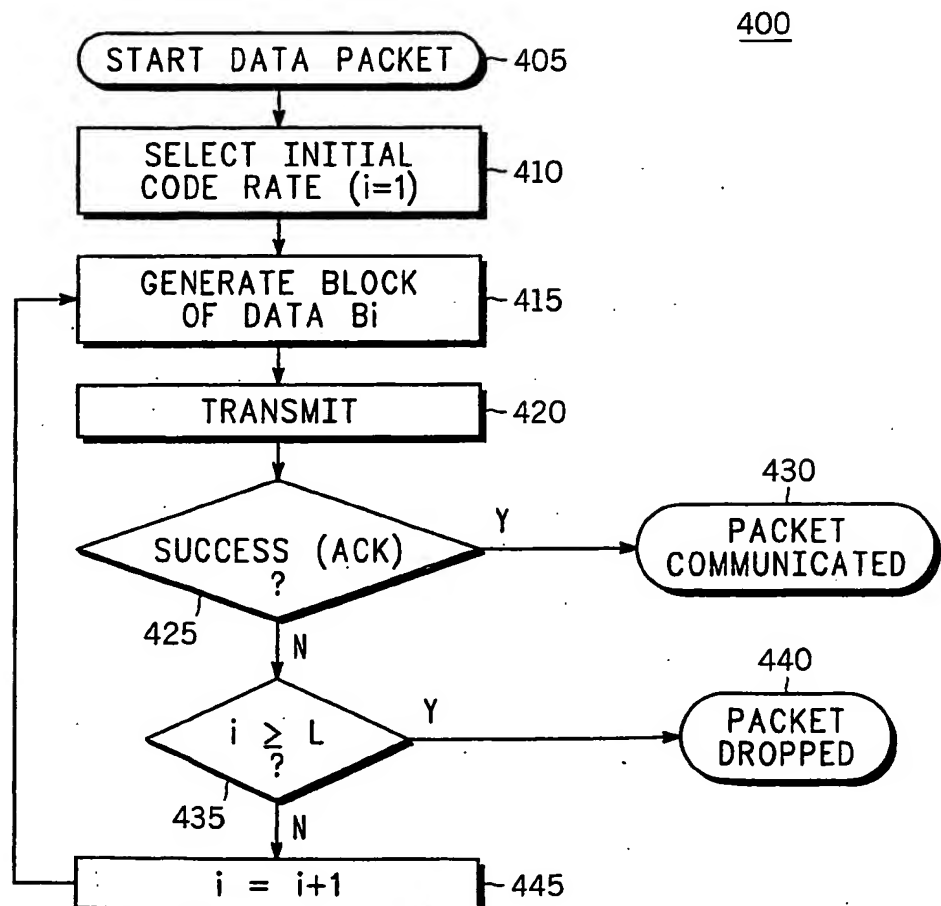 400
START DATA PACKET
405
SELECT INITIAL
CODE RATE (i=1)
410
GENERATE BLOCK
OF DATA Bi
415
TRANSMIT
420
SUCCESS (ACK)
?
425
Y
430
PACKET
COMMUNICATED
N
i ≥ L
?
435
Y
440
PACKET
DROPPED
N
i = i+1
445